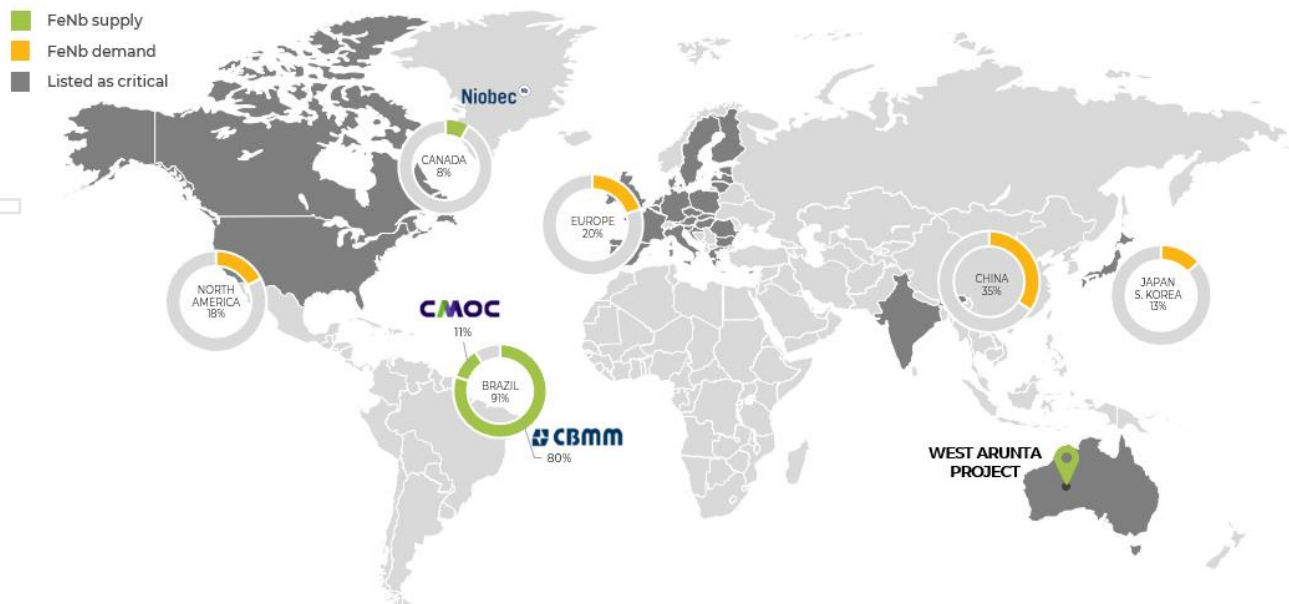 FeNb supply
FeNb demand
Listed as critical
Niobec Nb
CANADA
8%
EUROPE
20%
NORTH
AMERICA
18%
CHINA
35%
JAPAN
S. KOREA
13%
CMOC
11%
BRAZIL
91%
CBMM
80%
WEST ARUNTA
PROJECT